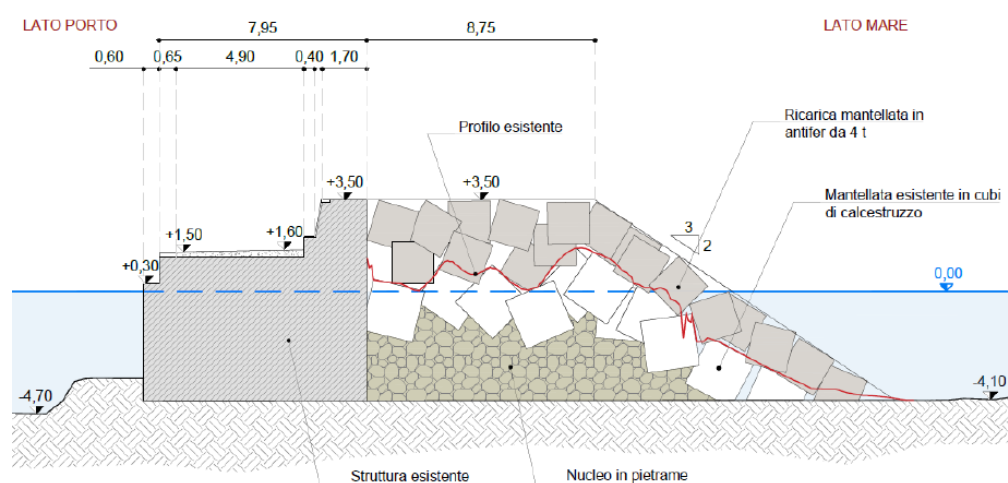 LATO PORTO
LATO MARE
7,95
8,75
0,60
0,65
4,90
0,40
1,70
Ricarica mantellata in
antifer da 4 t
Profilo esistente
Mantellata esistente in cubi
di calcestruzzo
+3,50
+3,50
3
2
+1,50
+1,60
+0,30
0,00
-4,70
-4,10
Struttura esistente
Nucleo in pietrame